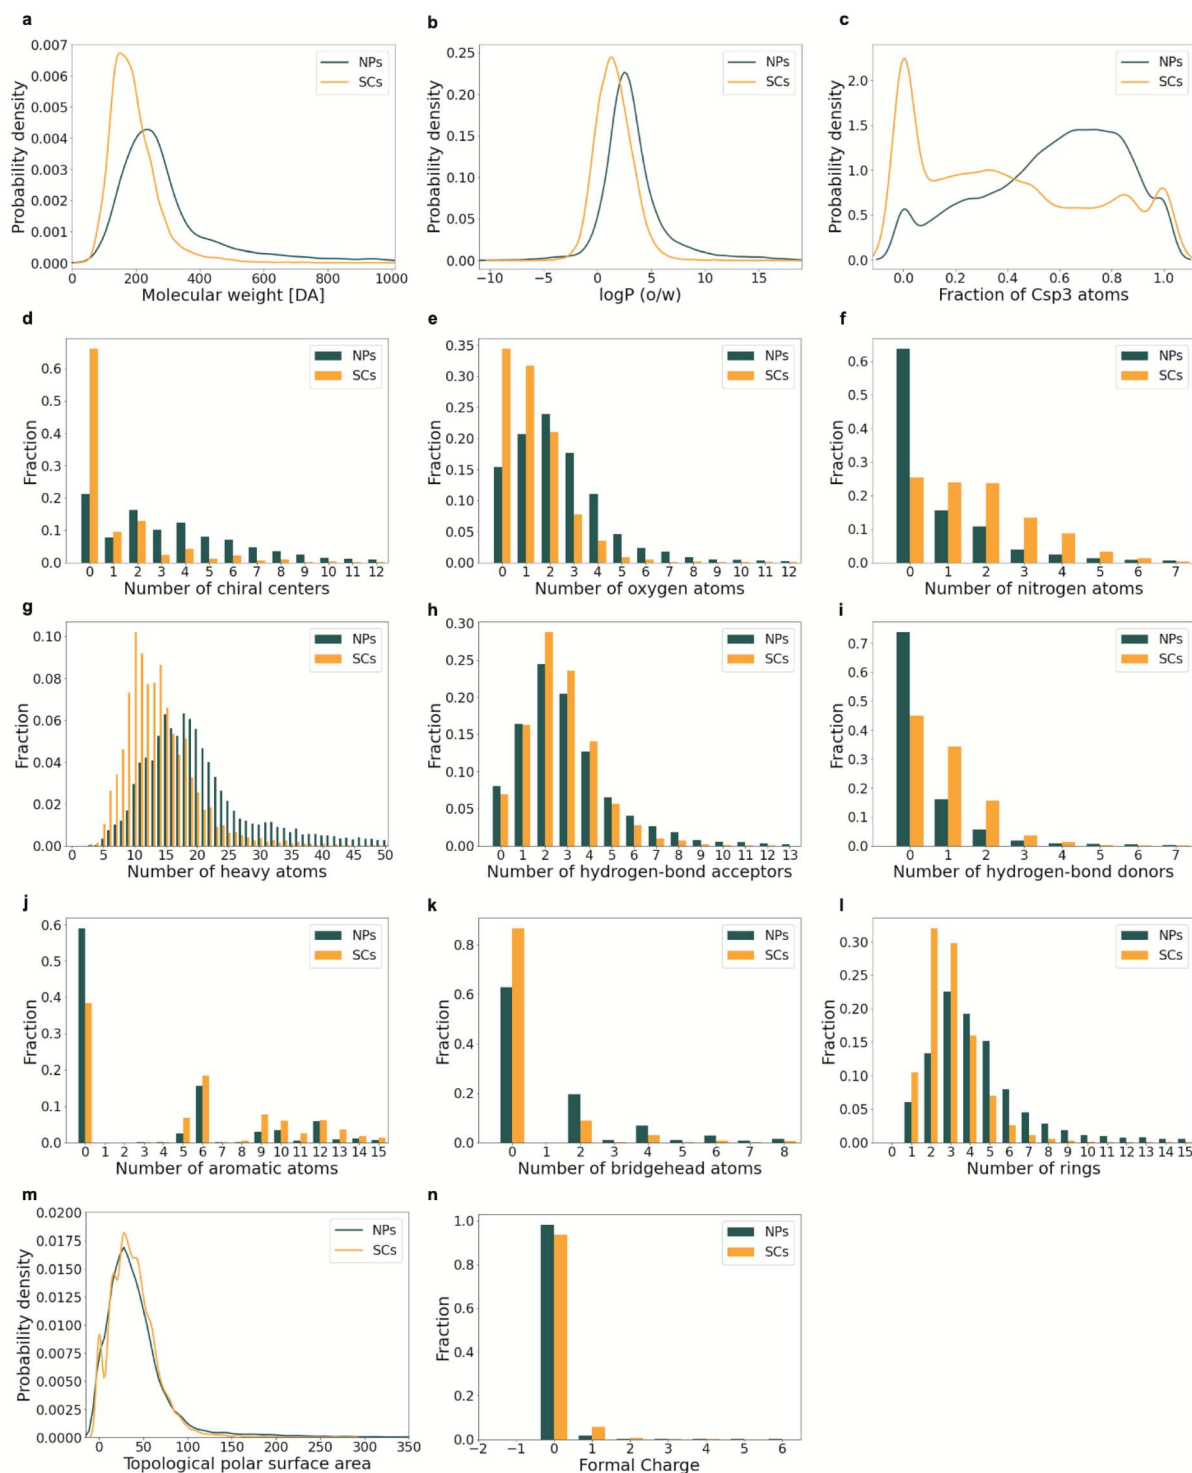 a
0.007
0.006
0.005
0.004
0.003
0.002
0.001
0.000
Probability density
NPs
SCs
0 200 400 600 800 1000
Molecular weight [DA]
b
0.25
0.20
0.15
0.10
0.05
0.00
Probability density
NPs
SCs
−10 −5 0 5 10 15
logP (o/w)
c
2.0
1.5
1.0
0.5
0.0
Probability density
NPs
SCs
0.0 0.2 0.4 0.6 0.8 1.0
Fraction of Csp3 atoms
d
0.6
0.5
0.4
0.3
0.2
0.1
0.0
Fraction
NPs
SCs
0 1 2 3 4 5 6 7 8 9 10 11 12
Number of chiral centers
e
0.35
0.30
0.25
0.20
0.15
0.10
0.05
0.00
Fraction
NPs
SCs
0 1 2 3 4 5 6 7 8 9 10 11 12
Number of oxygen atoms
f
0.6
0.5
0.4
0.3
0.2
0.1
0.0
Fraction
NPs
SCs
0 1 2 3 4 5 6 7
Number of nitrogen atoms
g
0.10
0.08
0.06
0.04
0.02
0.00
Fraction
NPs
SCs
0 5 10 15 20 25 30 35 40 45 50
Number of heavy atoms
h
0.30
0.25
0.20
0.15
0.10
0.05
0.00
Fraction
NPs
SCs
0 1 2 3 4 5 6 7 8 9 10 11 12 13
Number of hydrogen-bond acceptors
i
0.7
0.6
0.5
0.4
0.3
0.2
0.1
0.0
Fraction
NPs
SCs
0 1 2 3 4 5 6 7
Number of hydrogen-bond donors
j
0.6
0.5
0.4
0.3
0.2
0.1
0.0
Fraction
NPs
SCs
0 1 2 3 4 5 6 7 8 9 10 11 12 13 14 15
Number of aromatic atoms
k
0.8
0.6
0.4
0.2
0.0
Fraction
NPs
SCs
0 1 2 3 4 5 6 7 8
Number of bridgehead atoms
l
0.30
0.25
0.20
0.15
0.10
0.05
0.00
Fraction
NPs
SCs
0 1 2 3 4 5 6 7 8 9 10 11 12 13 14 15
Number of rings
m
0.0200
0.0175
0.0150
0.0125
0.0100
0.0075
0.0050
0.0025
0.0000
Probability density
NPs
SCs
0 50 100 150 200 250 300 350
Topological polar surface area
n
1.0
0.8
0.6
0.4
0.2
0.0
Fraction
NPs
SCs
−2 −1 0 1 2 3 4 5 6
Formal Charge